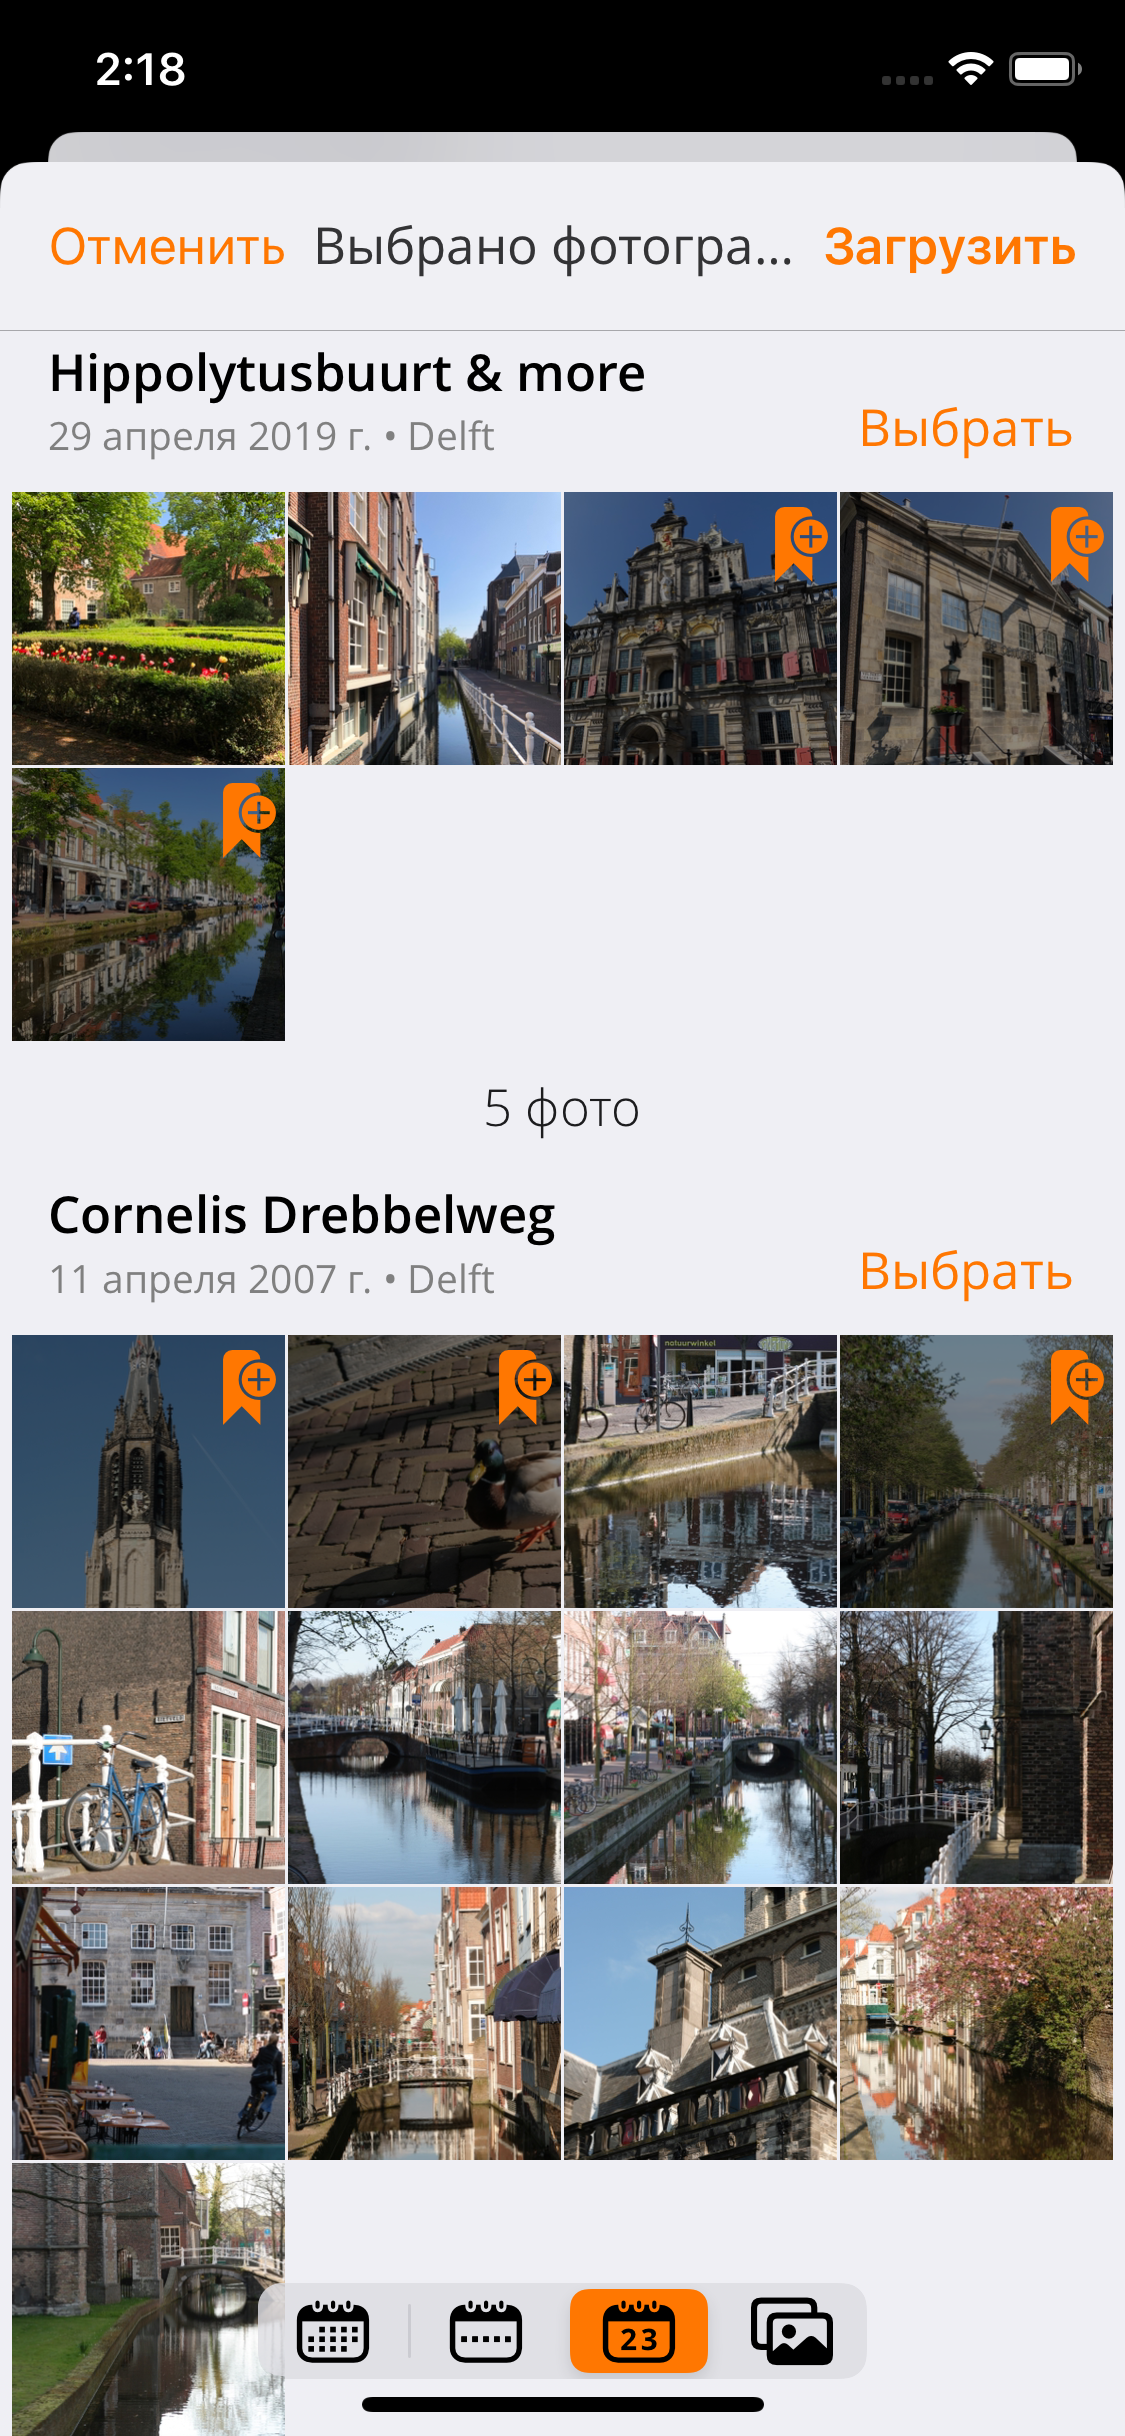 2:18
Отменить
Выбрано фотогра...
Загрузить
Hippolytusbuurt & more
29 апреля 2019 г. • Delft
Выбрать
5 фото
Cornelis Drebbelweg
11 апреля 2007 г. • Delft
Выбрать
natuurwinkel
23